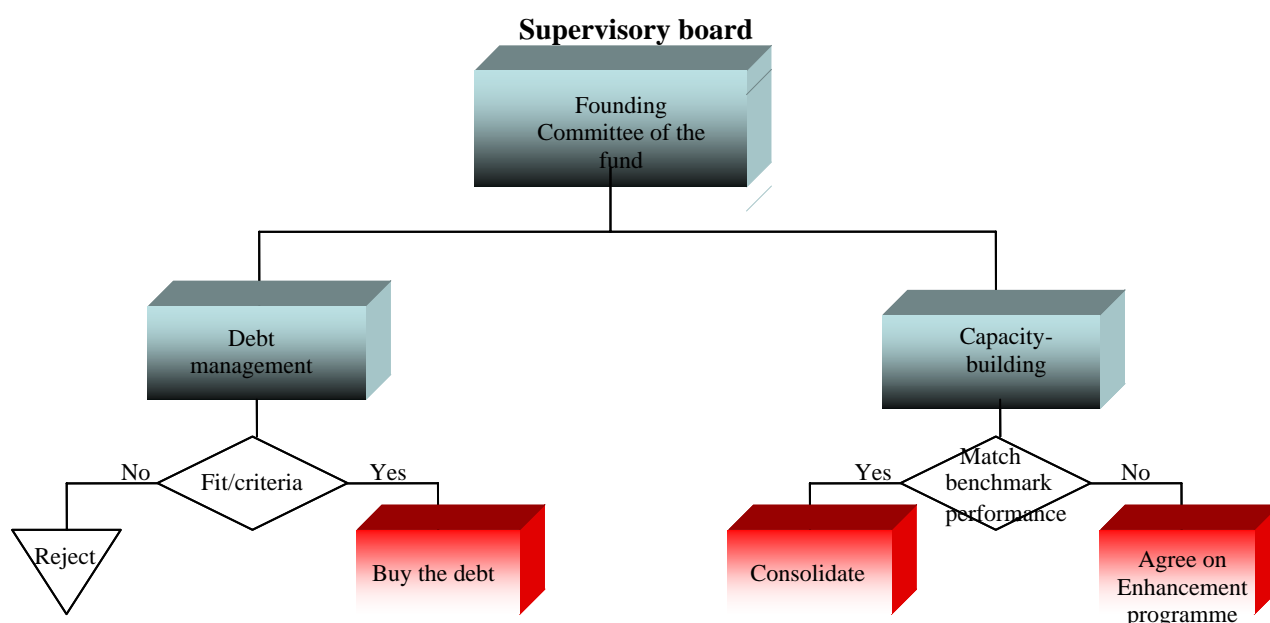 Supervisory board
Founding
Committee of the
fund
Debt
management
Capacity-
building
No
Fit/criteria
Yes
Yes
Match
benchmark
performance
No
Reject
Buy the debt
Consolidate
Agree on
Enhancement
programme